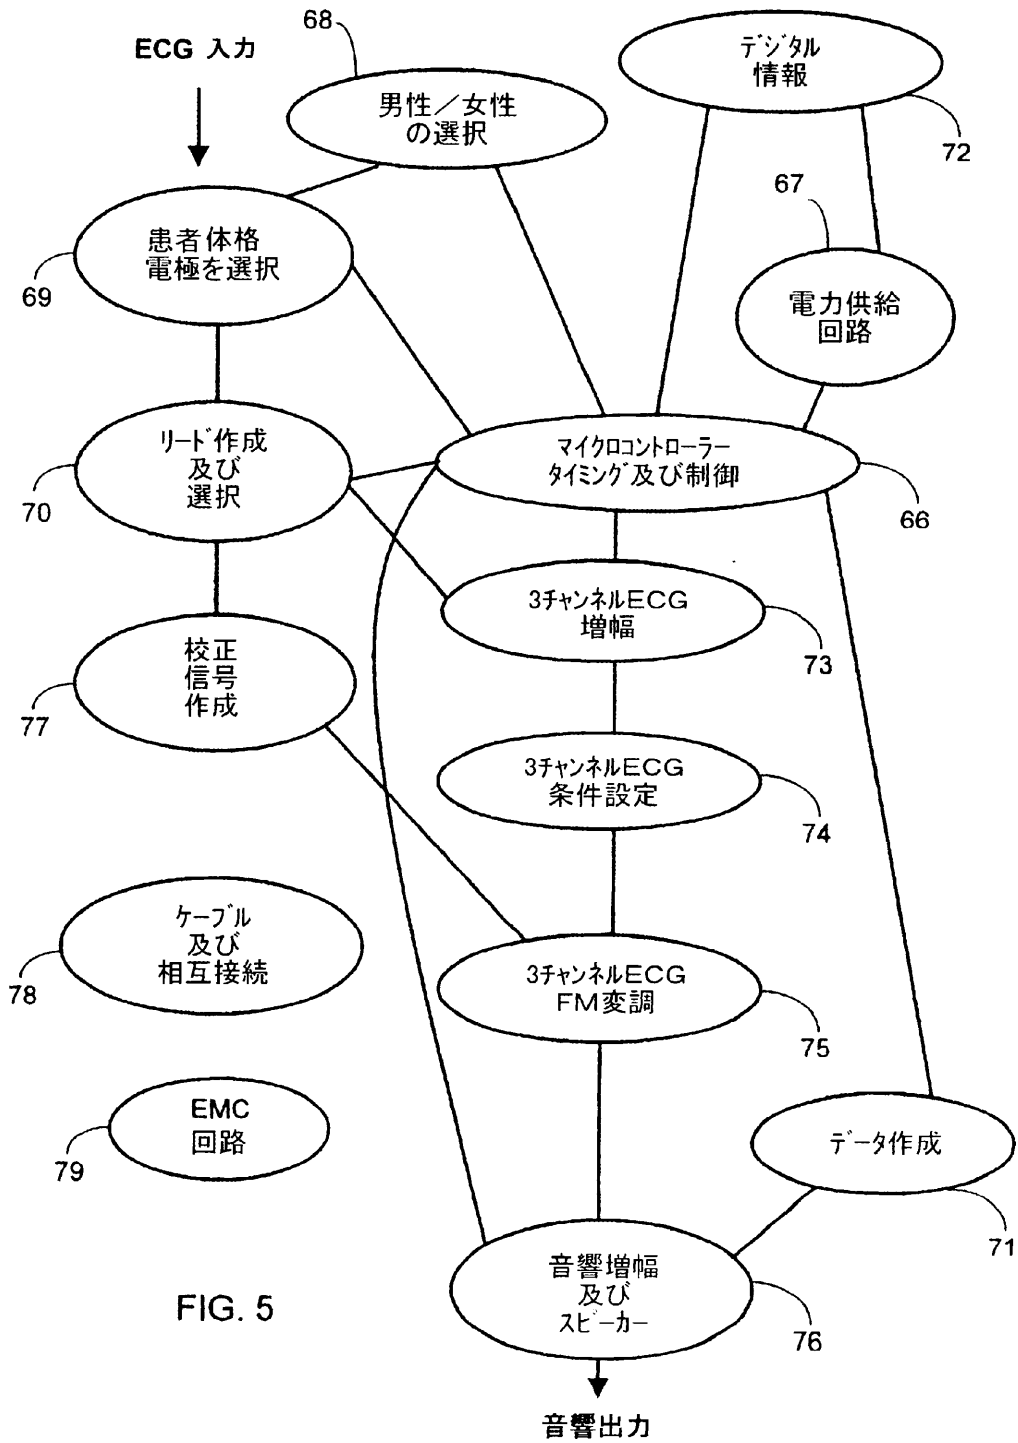 68
ECG 入力
男性／女性
の選択
デジタル
情報
72
67
患者体格
電極を選択
69
電力供給
回路
リード作成
及び
選択
70
マイクロコントローラー
タイミング及び制御
66
3チャンネルECG
増幅
73
校正
信号
作成
77
3チャンネルECG
条件設定
74
ケーブル
及び
相互接続
78
3チャンネルECG
FM変調
75
EMC
回路
79
データ作成
71
音響増幅
及び
スピーカー
76
FIG. 5
音響出力